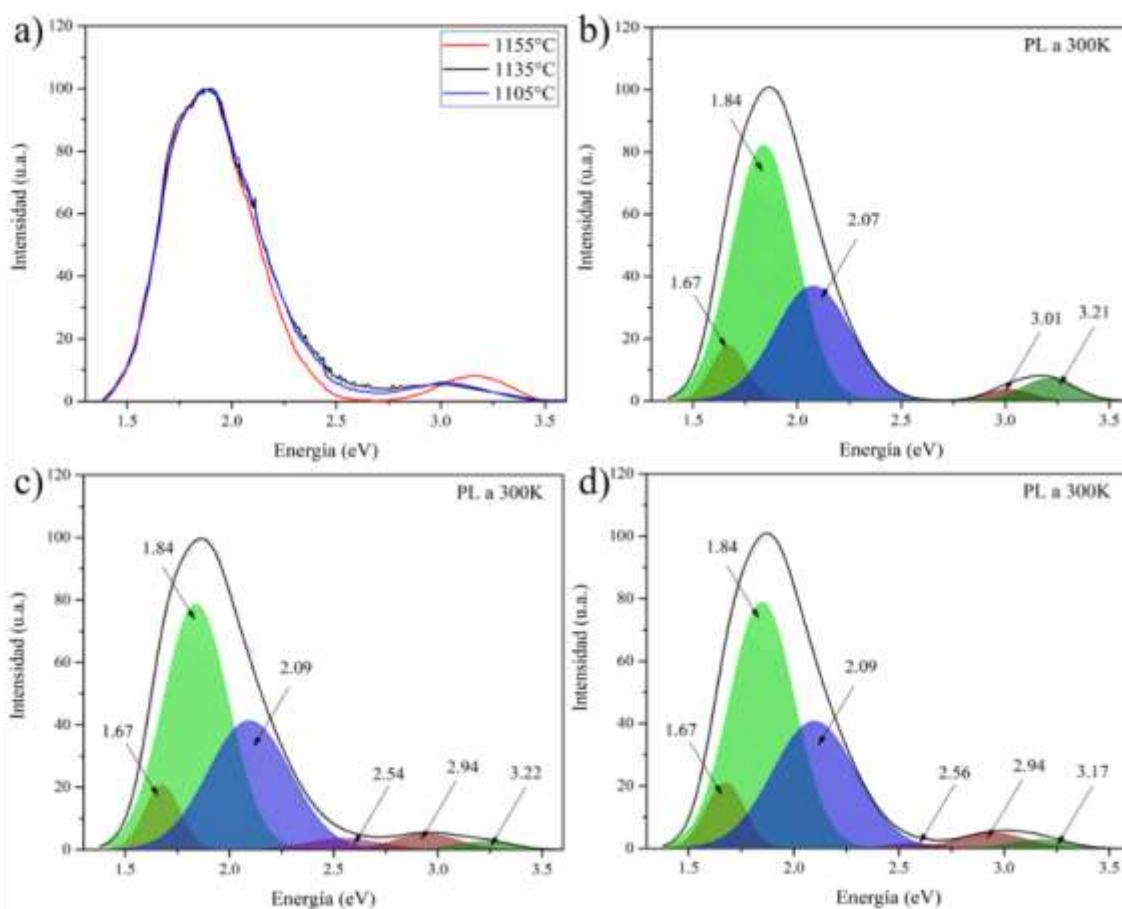 a)
120
100
80
60
40
20
0
Intensidad (u.a.)
1155°C
1135°C
1105°C
1.5 2.0 2.5 3.0 3.5
Energía (eV)
b)
PL a 300K
120
100
80
60
40
20
0
Intensidad (u.a.)
1.84
2.07
1.67
3.01
3.21
1.5 2.0 2.5 3.0 3.5
Energía (eV)
c)
PL a 300K
120
100
80
60
40
20
0
Intensidad (u.a.)
1.84
2.09
1.67
2.54
2.94
3.22
1.5 2.0 2.5 3.0 3.5
Energía (eV)
d)
PL a 300K
120
100
80
60
40
20
0
Intensidad (u.a.)
1.84
2.09
1.67
2.56
2.94
3.17
1.5 2.0 2.5 3.0 3.5
Energía (eV)